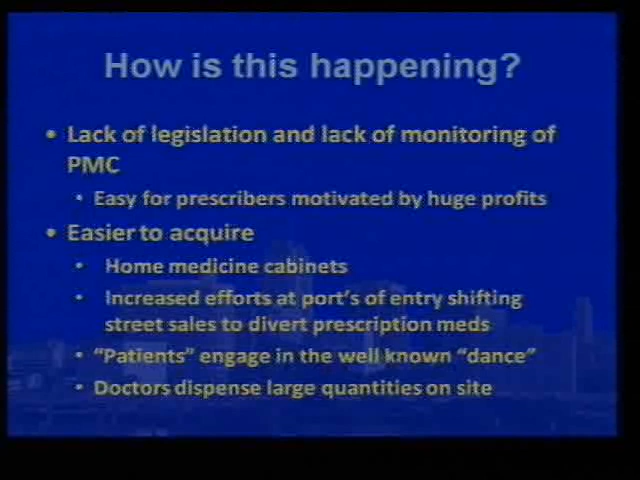 How is this happening?
• Lack of legislation and lack of monitoring of
PMC
• Easy for prescribers motivated by huge profits
• Easier to acquire
• Home medicine cabinets
• Increased efforts at port's of entry shifting
street sales to divert prescription meds
• "Patients" engage in the well known "dance"
• Doctors dispense large quantities on site